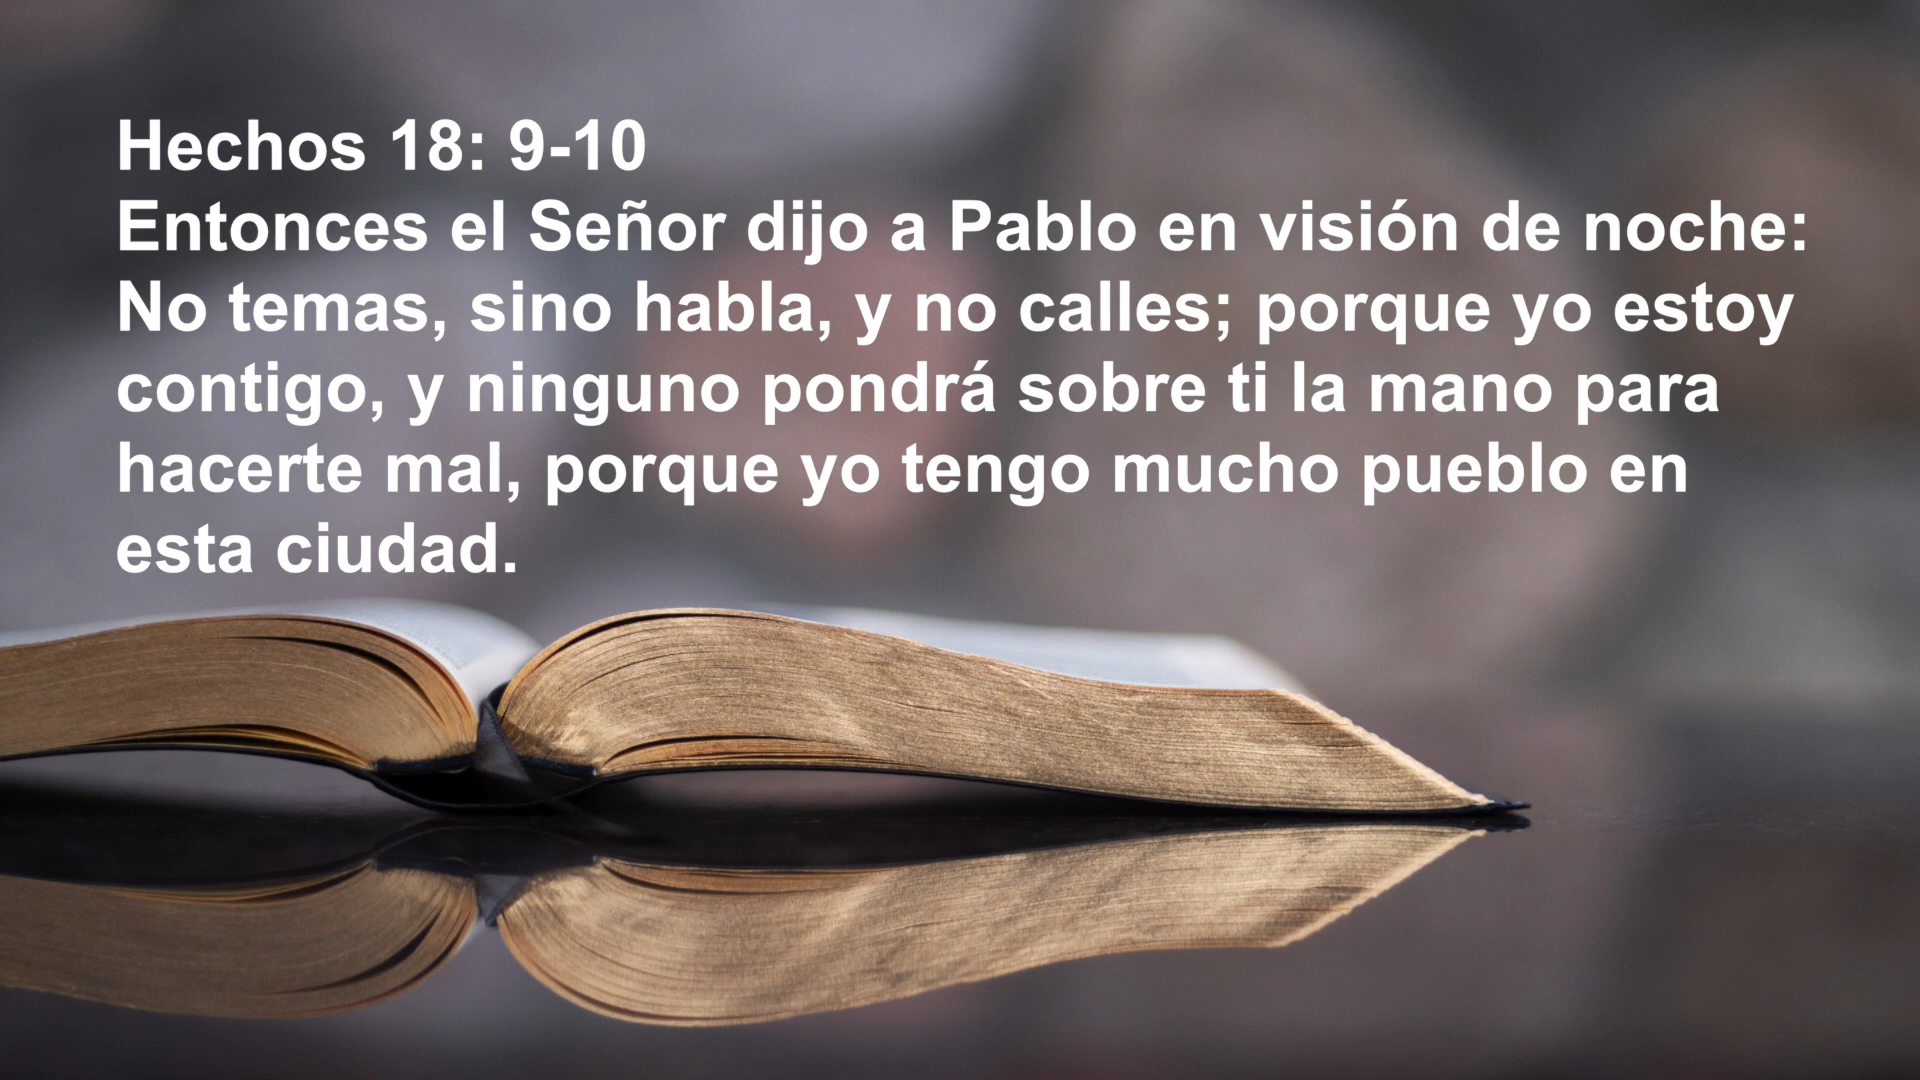 Hechos 18: 9-10
Entonces el Señor dijo a Pablo en visión de noche:
No temas, sino habla, y no calles; porque yo estoy
contigo, y ninguno pondrá sobre ti la mano para
hacerte mal, porque yo tengo mucho pueblo en
esta ciudad.